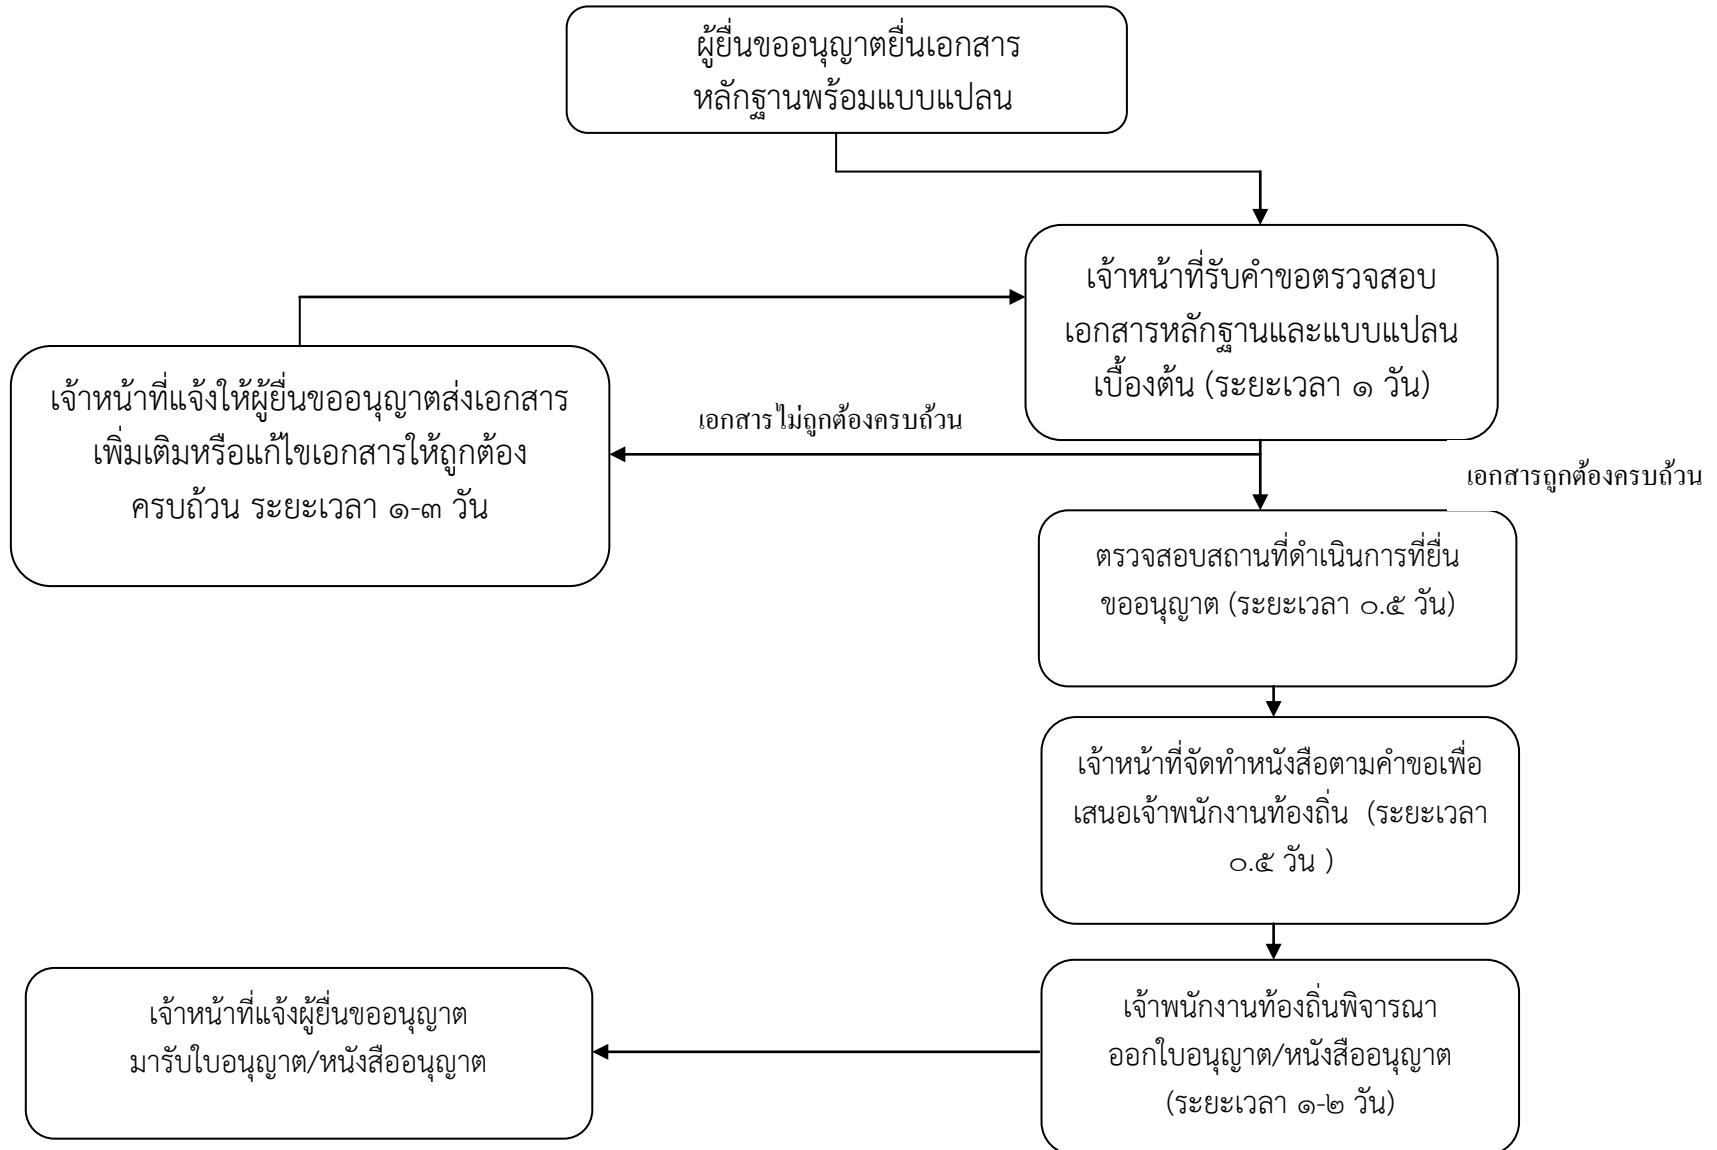 ผู้ยื่นขออนุญาตยื่นเอกสาร
หลักฐานพร้อมแบบแปลน
เจ้าหน้าที่รับคำขอตรวจสอบ
เอกสารหลักฐานและแบบแปลน
เบื้องต้น (ระยะเวลา ๑ วัน)
เจ้าหน้าที่แจ้งให้ผู้ยื่นขออนุญาตส่งเอกสาร
เพิ่มเติมหรือแก้ไขเอกสารให้ถูกต้อง
ครบถ้วน ระยะเวลา ๑-๓ วัน
เอกสารไม่ถูกต้องครบถ้วน
เอกสารถูกต้องครบถ้วน
ตรวจสอบสถานที่ดำเนินการที่ยื่น
ขออนุญาต (ระยะเวลา ๐.๕ วัน)
เจ้าหน้าที่จัดทำหนังสือตามคำขอเพื่อ
เสนอเจ้าพนักงานท้องถิ่น (ระยะเวลา
๐.๕ วัน )
เจ้าพนักงานท้องถิ่นพิจารณา
ออกใบอนุญาต/หนังสืออนุญาต
(ระยะเวลา ๑-๒ วัน)
เจ้าหน้าที่แจ้งผู้ยื่นขออนุญาต
มารับใบอนุญาต/หนังสืออนุญาต